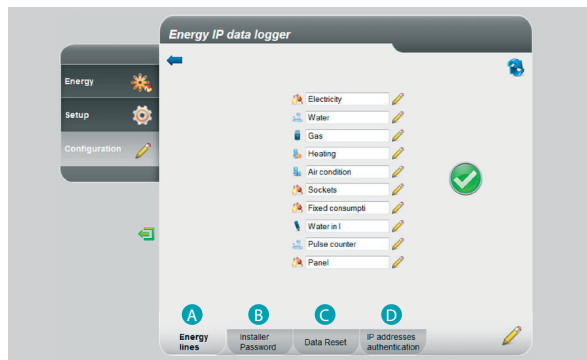 Energy IP data logger
Energy
Setup
Configuration
Electricity
Water
Gas
Heating
Air condition
Sockets
Fixed consumpti
Water in l
Pulse counter
Panel
A
B
C
D
Energy
lines
Installer
Password
Data Reset
IP addresses
authentication